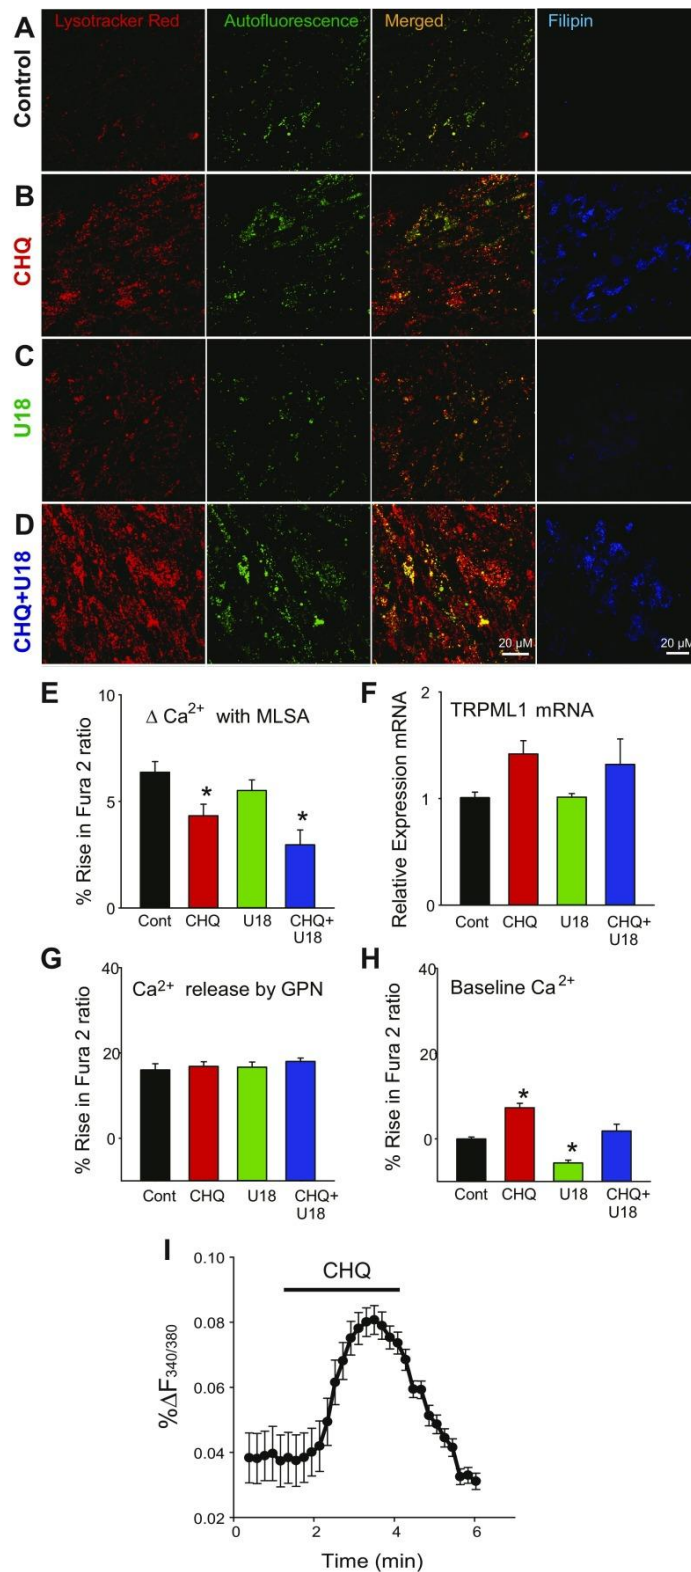 A
Lysotracker Red
Autofluorescence
Merged
Filipin
Control
B
CHQ
C
U18
D
CHQ+U18
20 µM
20 µM
E
Δ Ca²⁺ with MLSA
% Rise in Fura 2 ratio
10
5
0
*
*
Cont
CHQ
U18
CHQ+
U18
F
TRPML1 mRNA
Relative Expression mRNA
2
1
0
Cont
CHQ
U18
CHQ+
U18
G
Ca²⁺ release by GPN
% Rise in Fura 2 ratio
40
20
0
Cont
CHQ
U18
CHQ+
U18
H
Baseline Ca²⁺
% Rise in Fura 2 ratio
40
20
0
*
*
Cont
CHQ
U18
CHQ+
U18
I
CHQ
%ΔF340/380
0.10
0.08
0.06
0.04
0.02
0
2
4
6
Time (min)